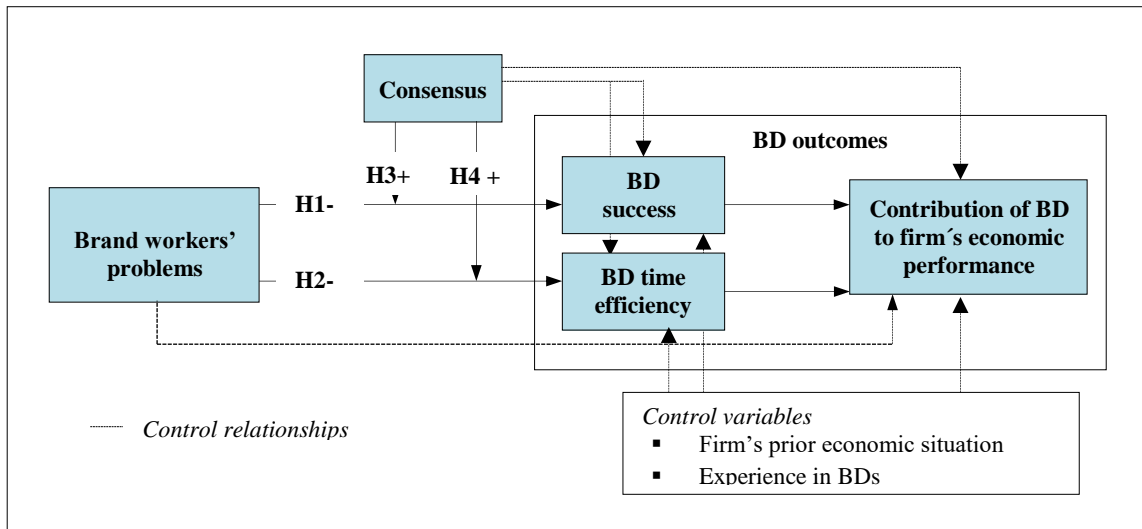 Consensus
BD outcomes
H3+
H4 +
BD
success
H1-
Contribution of BD
to firm´s economic
performance
Brand workers’
problems
H2-
BD time
efficiency
Control variables
▪ Firm’s prior economic situation
▪ Experience in BDs
Control relationships